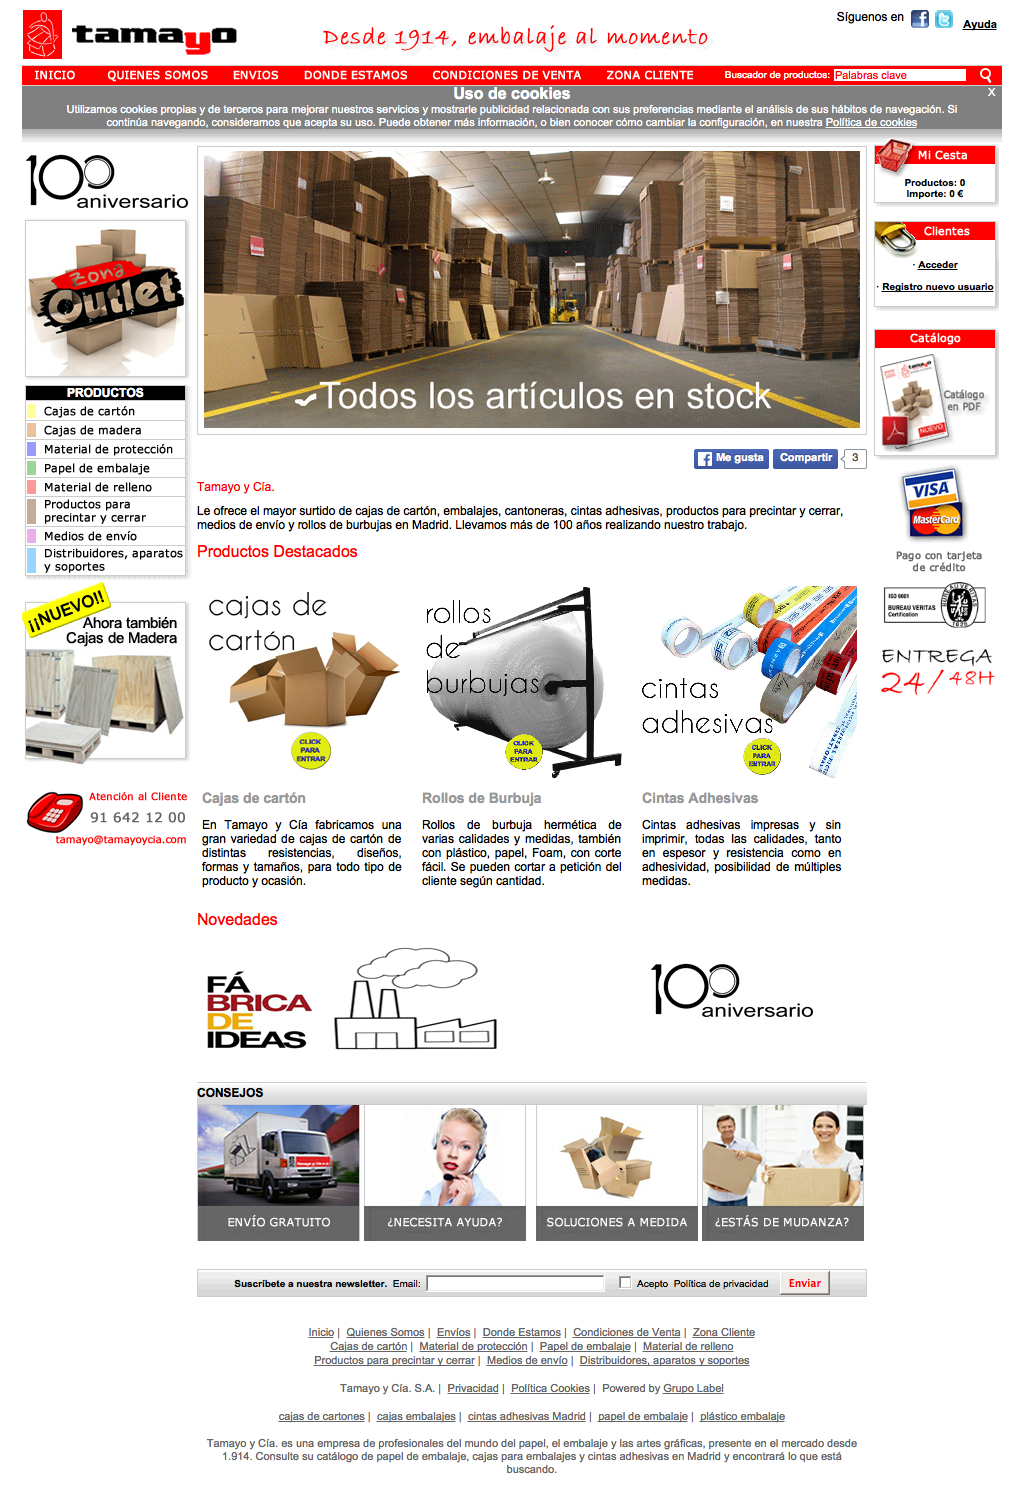 tamayo
Desde 1914, embalaje al momento
Síguenos en
Ayuda
INICIO
QUIENES SOMOS
ENVIOS
DONDE ESTAMOS
CONDICIONES DE VENTA
ZONA CLIENTE
Buscador de productos: Palabras clave
Uso de cookies
X
Utilizamos cookies propias y de terceros para mejorar nuestros servicios y mostrarle publicidad relacionada con sus preferencias mediante el análisis de sus hábitos de navegación. Si
continúa navegando, consideramos que acepta su uso. Puede obtener más información, o bien conocer cómo cambiar la configuración, en nuestra Política de cookies
100
aniversario
Zona
Outlet
PRODUCTOS
Cajas de cartón
Cajas de madera
Material de protección
Papel de embalaje
Material de relleno
Productos para
precintar y cerrar
Medios de envío
Distribuidores, aparatos
y soportes
¡¡NUEVO!!
Ahora también
Cajas de Madera
Atención al Cliente
91 642 12 00
tamayo@tamayoycia.com
Todos los artículos en stock
Me gusta
Compartir
3
Tamayo y Cía.
Le ofrece el mayor surtido de cajas de cartón, embalajes, cantoneras, cintas adhesivas, productos para precintar y cerrar,
medios de envío y rollos de burbujas en Madrid. Llevamos más de 100 años realizando nuestro trabajo.
Productos Destacados
cajas de
cartón
CLICK
PARA
ENTRAR
rollos
de
burbujas
CLICK
PARA
ENTRAR
cintas
adhesivas
CLICK
PARA
ENTRAR
Cajas de cartón
En Tamayo y Cía fabricamos una
gran variedad de cajas de cartón de
distintas resistencias, diseños,
formas y tamaños, para todo tipo de
producto y ocasión.
Rollos de Burbuja
Rollos de burbuja hermética de
varias calidades y medidas, también
con plástico, papel, Foam, con corte
fácil. Se pueden cortar a petición del
cliente según cantidad.
Cintas Adhesivas
Cintas adhesivas impresas y sin
imprimir, todas las calidades, tanto
en espesor y resistencia como en
adhesividad, posibilidad de múltiples
medidas.
Novedades
FÁ
BRICA
DE
IDEAS
100
aniversario
Mi Cesta
Productos: 0
Importe: 0 €
Clientes
· Acceder
· Registro nuevo usuario
Catálogo
tamayo
NUEVO
Catálogo
en PDF
VISA
MasterCard
Pago con tarjeta
de crédito
ISO 9001
BUREAU VERITAS
Certification
BUREAU VERITAS
1828
ENTREGA
24/48H
CONSEJOS
ENVÍO GRATUITO
¿NECESITA AYUDA?
SOLUCIONES A MEDIDA
¿ESTÁS DE MUDANZA?
Suscríbete a nuestra newsletter. Email:
Acepto Política de privacidad
Enviar
Inicio | Quienes Somos | Envíos | Donde Estamos | Condiciones de Venta | Zona Cliente
Cajas de cartón | Material de protección | Papel de embalaje | Material de relleno
Productos para precintar y cerrar | Medios de envío | Distribuidores, aparatos y soportes
Tamayo y Cía. S.A. | Privacidad | Política Cookies | Powered by Grupo Label
cajas de cartones | cajas embalajes | cintas adhesivas Madrid | papel de embalaje | plástico embalaje
Tamayo y Cía. es una empresa de profesionales del mundo del papel, el embalaje y las artes gráficas, presente en el mercado desde
1.914. Consulte su catálogo de papel de embalaje, cajas para embalajes y cintas adhesivas en Madrid y encontrará lo que está
buscando.